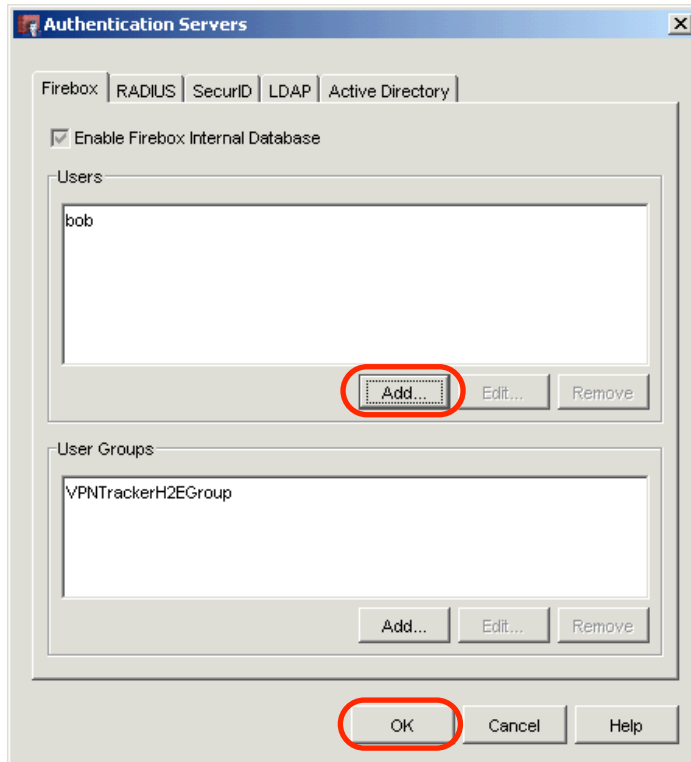 Authentication Servers
Firebox RADIUS SecurID LDAP Active Directory
Enable Firebox Internal Database
Users
bob
Add... Edit... Remove
User Groups
VPNTrackerH2EGroup
Add... Edit... Remove
OK Cancel Help